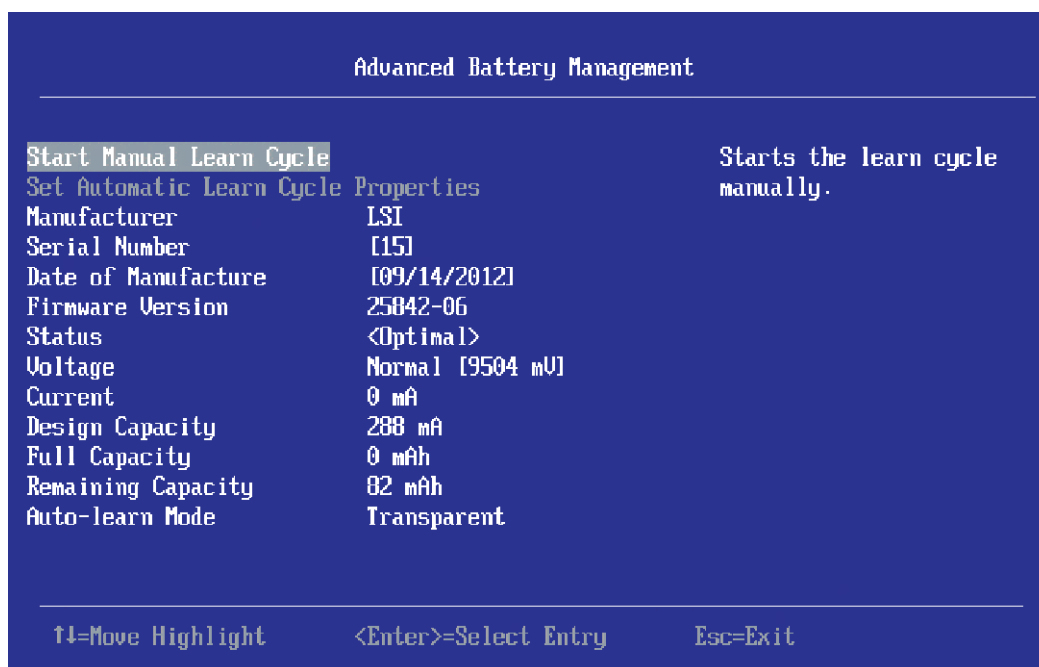 Advanced Battery Management
Start Manual Learn Cycle Starts the learn cycle
Set Automatic Learn Cycle Properties manually.
Manufacturer LSI
Serial Number [15]
Date of Manufacture [09/14/2012]
Firmware Version 25842-06
Status <Optimal>
Voltage Normal [9504 mV]
Current 0 mA
Design Capacity 288 mA
Full Capacity 0 mAh
Remaining Capacity 82 mAh
Auto-learn Mode Transparent
↑↓=Move Highlight <Enter>=Select Entry Esc=Exit